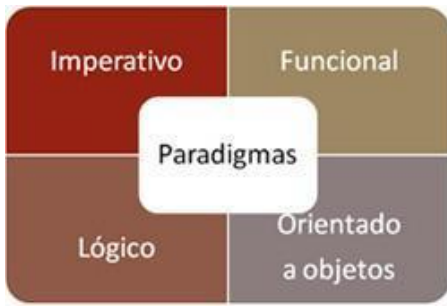 Imperativo
Funcional
Paradigmas
Lógico
Orientado
a objetos